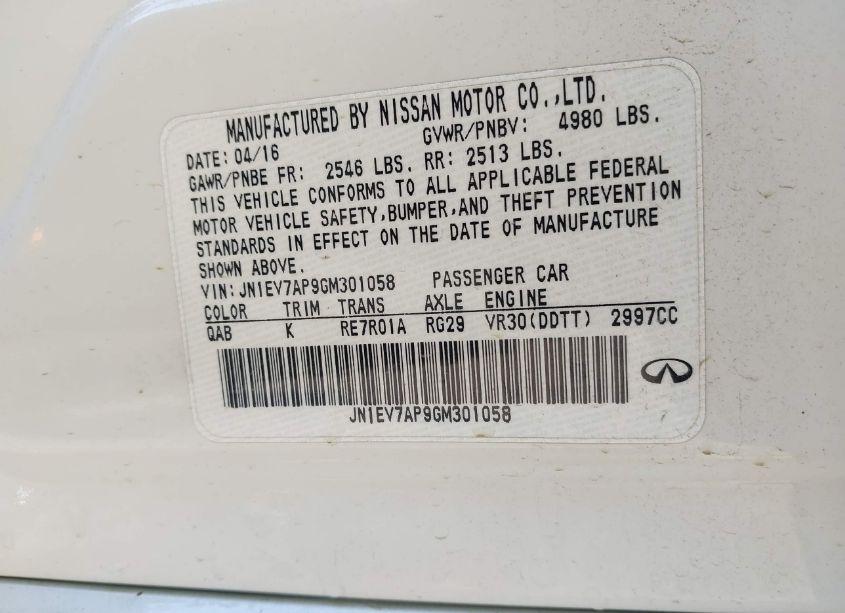 MANUFACTURED BY NISSAN MOTOR CO.,LTD.
DATE: 04/16 GVWR/PNBV: 4980 LBS.
GAWR/PNBE FR: 2546 LBS. RR: 2513 LBS.
THIS VEHICLE CONFORMS TO ALL APPLICABLE FEDERAL
MOTOR VEHICLE SAFETY,BUMPER,AND THEFT PREVENTION
STANDARDS IN EFFECT ON THE DATE OF MANUFACTURE
SHOWN ABOVE.
VIN:JN1EV7AP9GM301058 PASSENGER CAR
COLOR TRIM TRANS AXLE ENGINE
QAB K RE7R01A RG29 VR30(DDTT) 2997CC
JN1EV7AP9GM301058